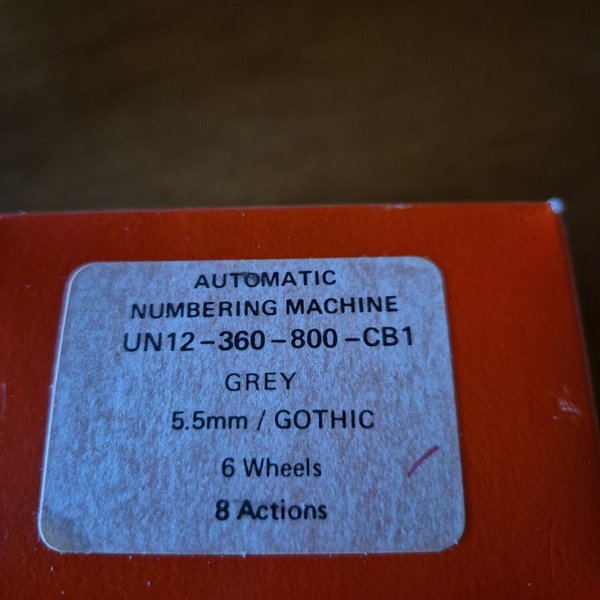 AUTOMATIC
NUMBERING MACHINE
UN12-360-800-CB1
GREY
5.5mm / GOTHIC
6 Wheels
8 Actions